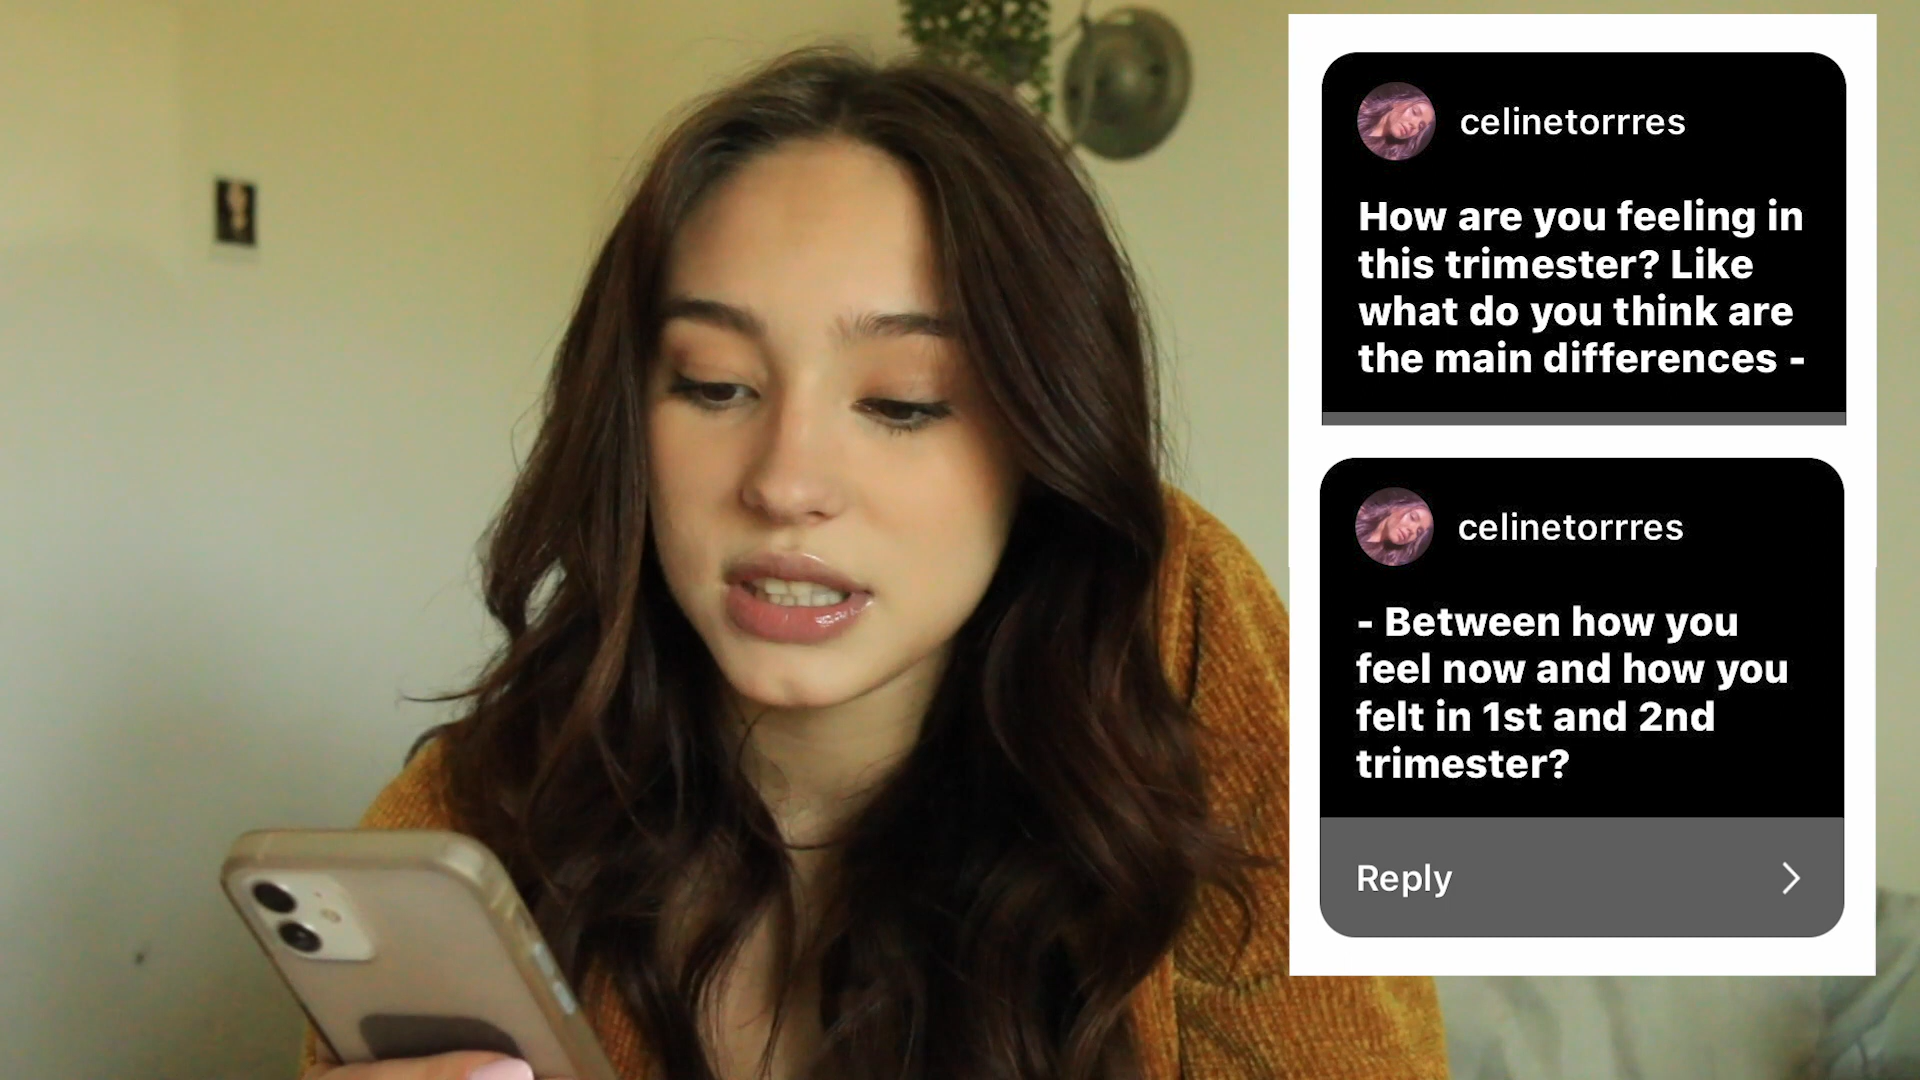 celinetorrres
How are you feeling in
this trimester? Like
what do you think are
the main differences -
celinetorrres
- Between how you
feel now and how you
felt in 1st and 2nd
trimester?
Reply